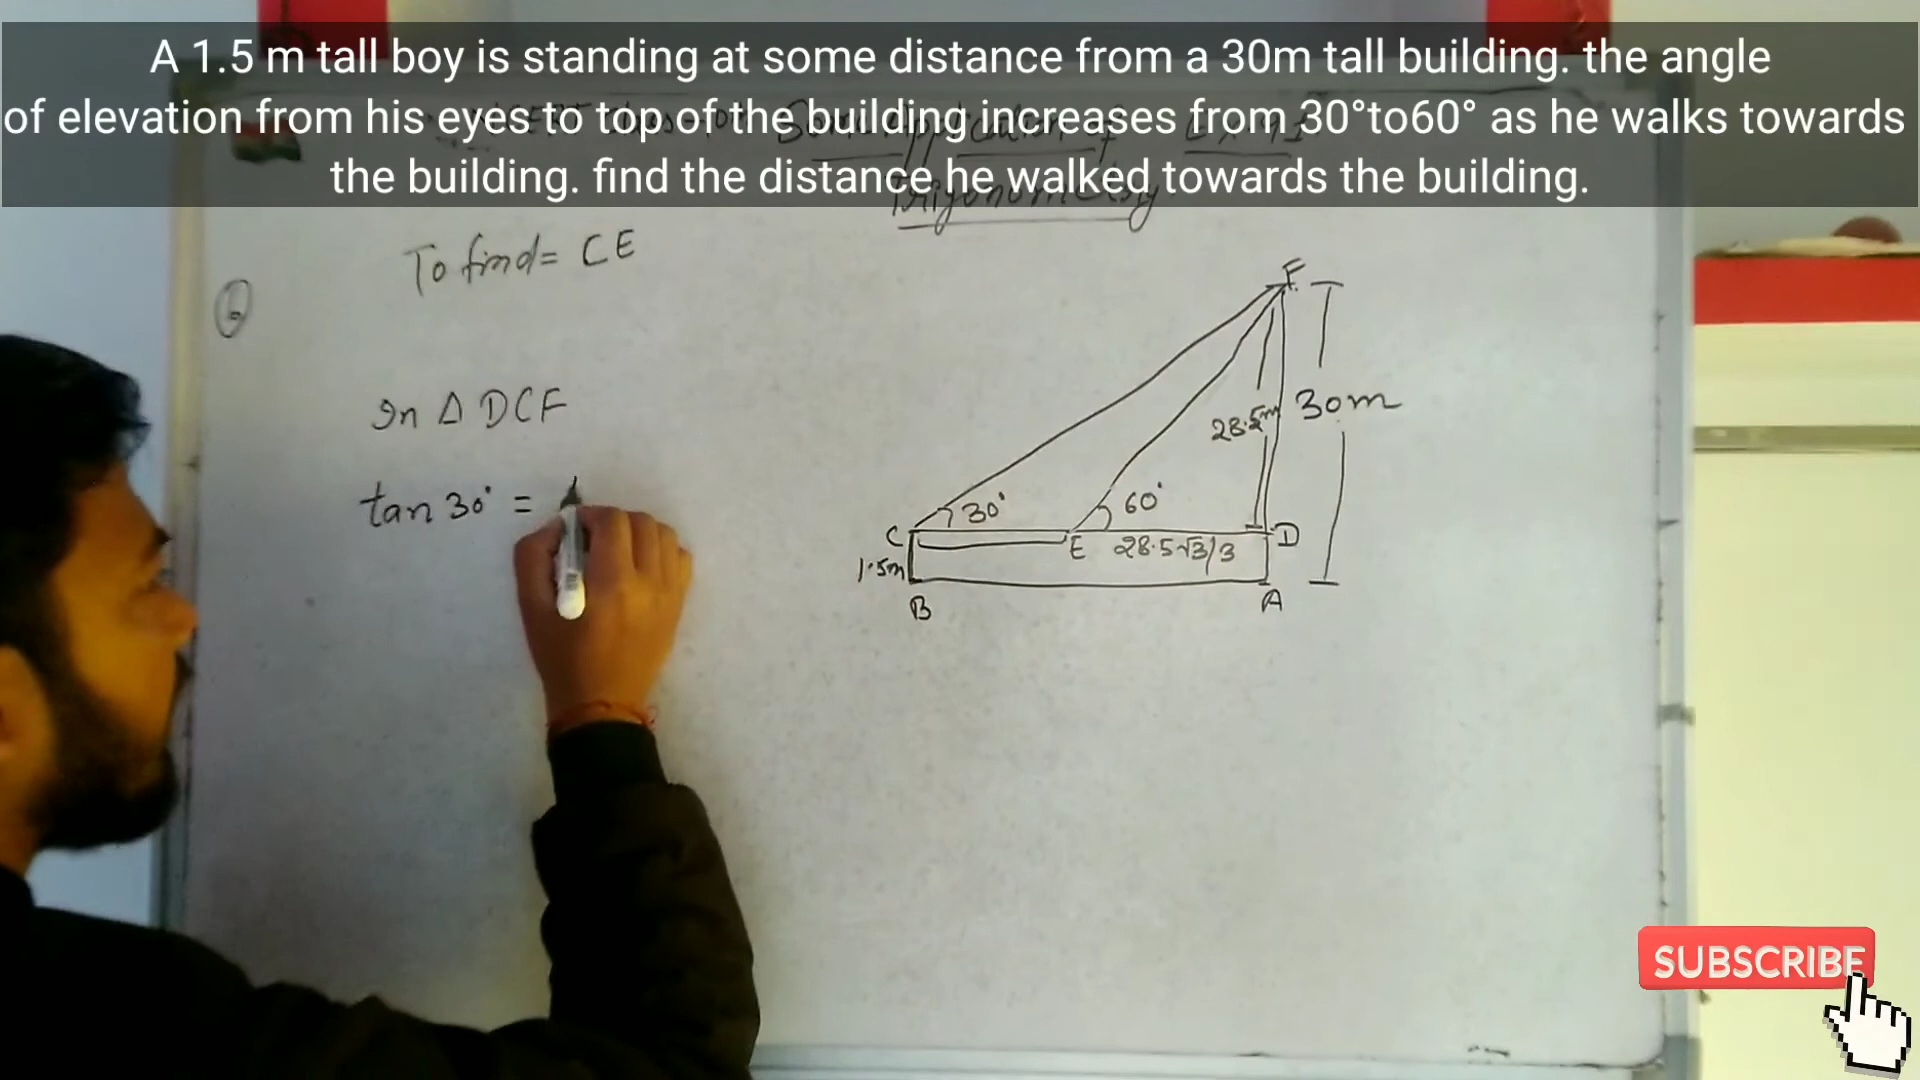 A 1.5 m tall boy is standing at some distance from a 30m tall building. the angle
of elevation from his eyes to top of the building increases from 30°to60° as he walks towards
the building. find the distance he walked towards the building.
Trigonometry
To find = CE
6
In Δ DCF
tan 30° =
F
30m
28.5m
30°
60°
C
E
28.5√3/3
D
1.5m
B
A
SUBSCRIBE